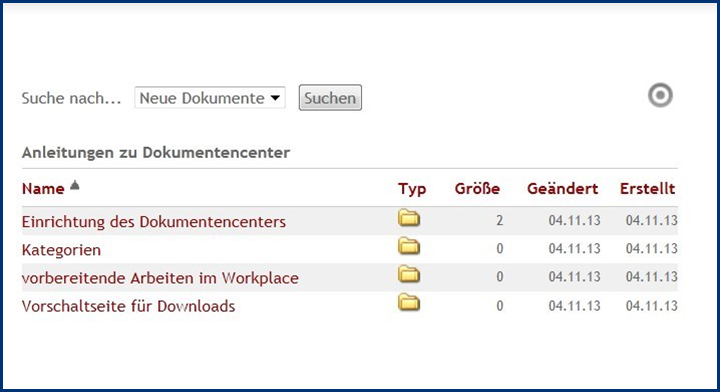 Suche nach... Neue Dokumente Suchen
Anleitungen zu Dokumentencenter
Name Typ Größe Geändert Erstellt
Einrichtung des Dokumentencenters 2 04.11.13 04.11.13
Kategorien 0 04.11.13 04.11.13
vorbereitende Arbeiten im Workplace 0 04.11.13 04.11.13
Vorschaltseite für Downloads 0 04.11.13 04.11.13